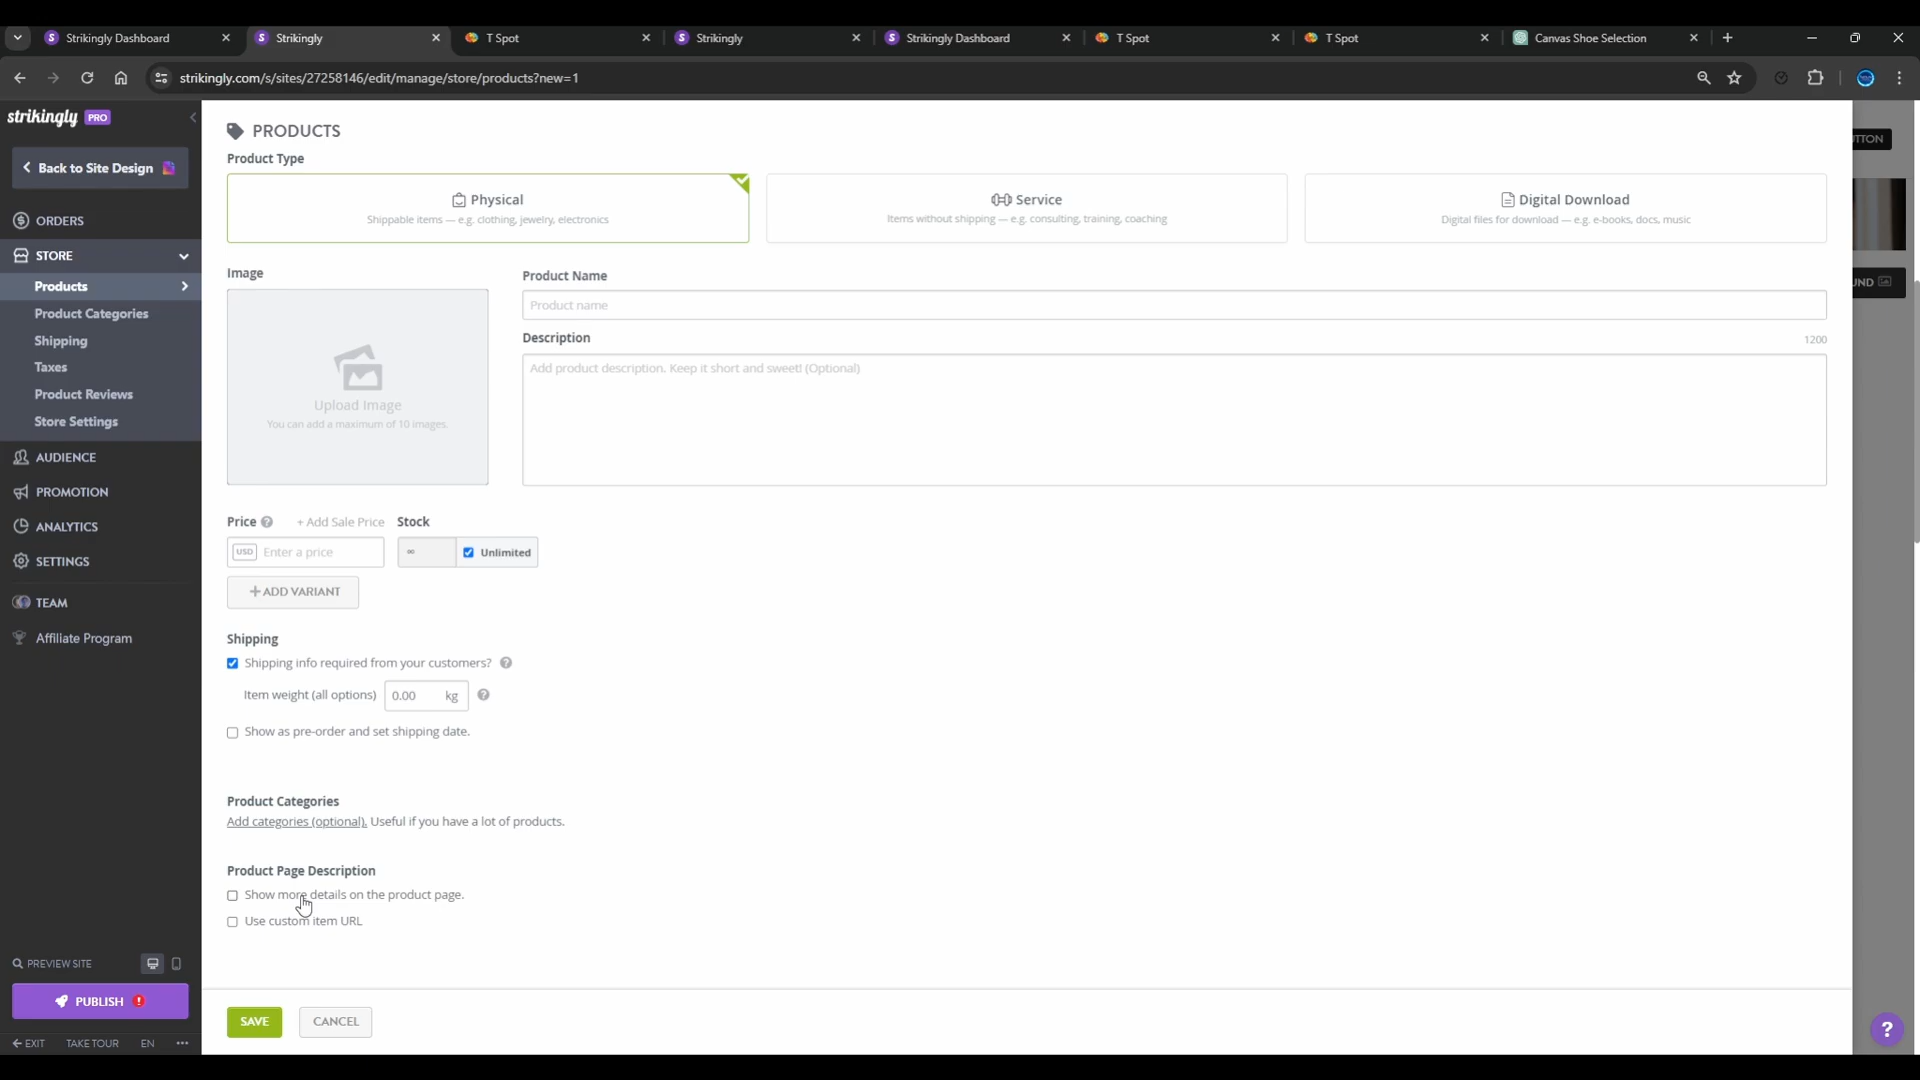 Strikingly Dashboard
Strikingly
T Spot
Strikingly
Strikingly Dashboard
T Spot
T Spot
Canvas Shoe Selection
strikingly.com/s/sites/27258146/edit/manage/store/products?new=1
strikingly PRO
Back to Site Design
ORDERS
STORE
Products
Product Categories
Shipping
Taxes
Product Reviews
Store Settings
AUDIENCE
PROMOTION
ANALYTICS
SETTINGS
TEAM
Affiliate Program
PREVIEW SITE
PUBLISH !
EXIT TAKE TOUR EN ...
PRODUCTS
Product Type
Physical
Shippable items — e.g. clothing, jewelry, electronics
Service
Items without shipping — e.g. consulting, training, coaching
Digital Download
Digital files for download — e.g. e-books, docs, music
Image
Upload Image
You can add a maximum of 10 images.
Product Name
Product name
Description 1200
Add product description. Keep it short and sweet! (Optional)
Price ? + Add Sale Price Stock
USD Enter a price ∞ Unlimited
+ ADD VARIANT
Shipping
Shipping info required from your customers? ?
Item weight (all options) 0.00 kg ?
Show as pre-order and set shipping date.
Product Categories
Add categories (optional). Useful if you have a lot of products.
Product Page Description
Show more details on the product page.
Use custom item URL
SAVE CANCEL
UTTON
UND
?